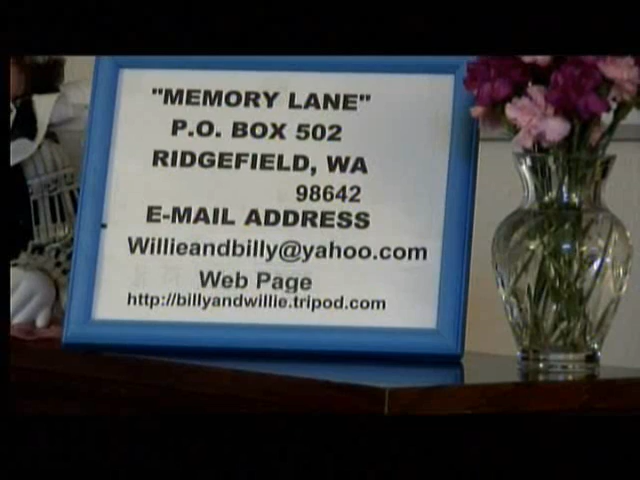 "MEMORY LANE"
P.O. BOX 502
RIDGEFIELD, WA
98642
E-MAIL ADDRESS
Willieandbilly@yahoo.com
Web Page
http://billyandwillie.tripod.com